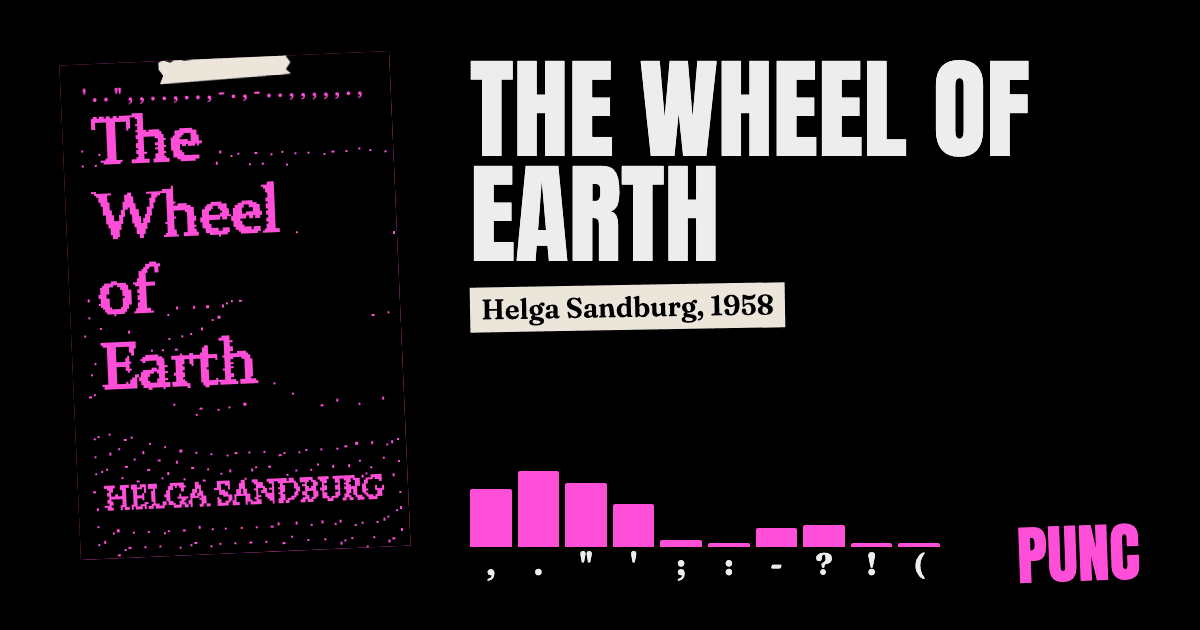 '..",,..,..,-.,-..,,,,,.,
The
Wheel
of
Earth
HELGA SANDBURG
THE WHEEL OF
EARTH
Helga Sandburg, 1958
, . " ' ; : - ? ! (
PUNC